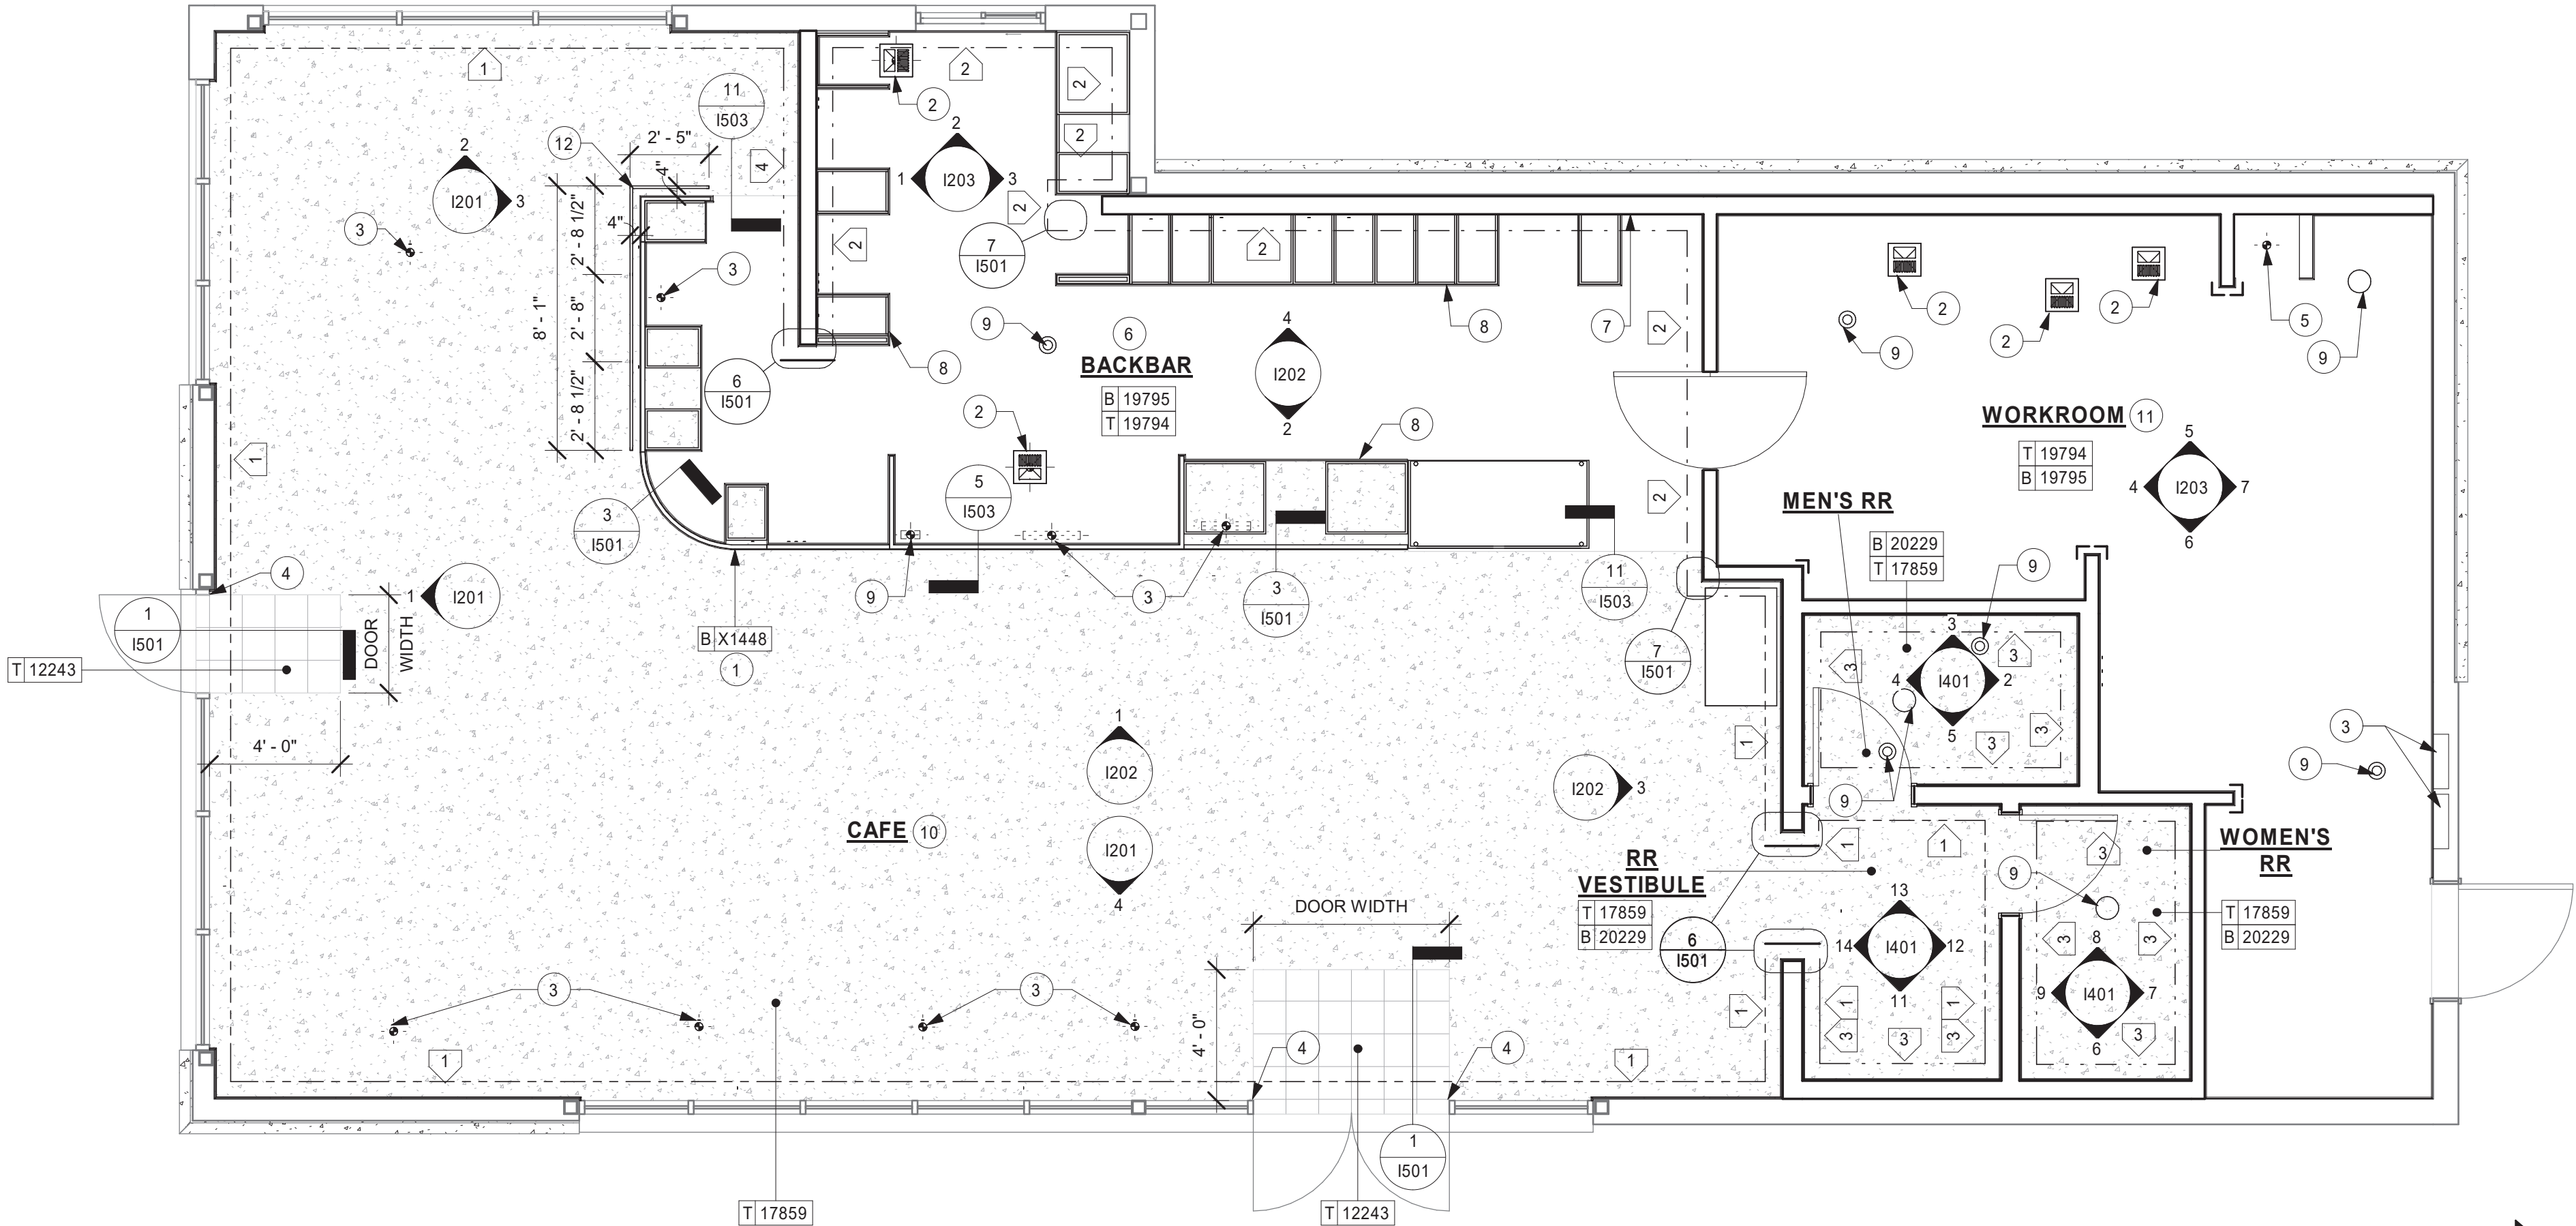 1
2
2
2
11
I503
12
2' - 5"
4"
4
2
I201
3
2
1
I203
3
2
3
4"
2' - 8 1/2"
2' - 8"
2' - 8 1/2"
8' - 1"
3
2
7
I501
2
9
6
BACKBAR
B 19795
T 19794
8
6
I501
2
4
I202
2
8
8
7
2
2
9
2
2
2
5
9
WORKROOM 11
T 19794
B 19795
5
4
I203
7
6
1
3
I501
5
I503
MEN'S RR
B 20229
T 17859
9
4
1
I501
DOOR
WIDTH
T 12243
4' - 0"
1
I201
B X1448
1
9
3
3
I501
11
I503
7
I501
3
3
3
4
I401
2
5
3
3
9
1
3
9
1
I202
I202
3
CAFE 10
I201
4
RR
VESTIBULE
T 17859
B 20229
6
I501
1
1
13
14
I401
12
11
1
3
3
1
3
9
3
WOMEN'S
RR
T 17859
B 20229
3
3
8
9
I401
7
6
3
DOOR WIDTH
4' - 0"
3
3
4
4
1
1
1
1
I501
T 17859
T 12243